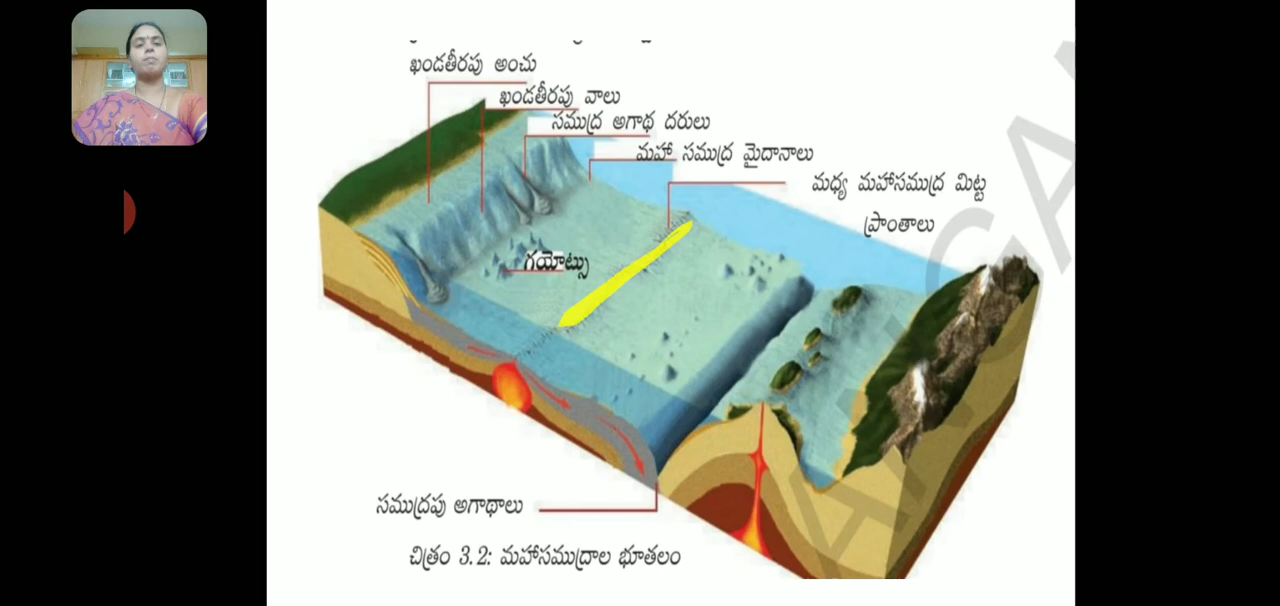 ఖండతీరపు అంచు
ఖండతీరపు వాలు
సముద్ర అగాథ దరులు
మహా సముద్ర మైదానాలు
మధ్య మహాసముద్ర మిట్ట
ప్రాంతాలు
గయోట్సు
సముద్రపు అగాథాలు
చిత్రం 3.2: మహాసముద్రాల భూతలం